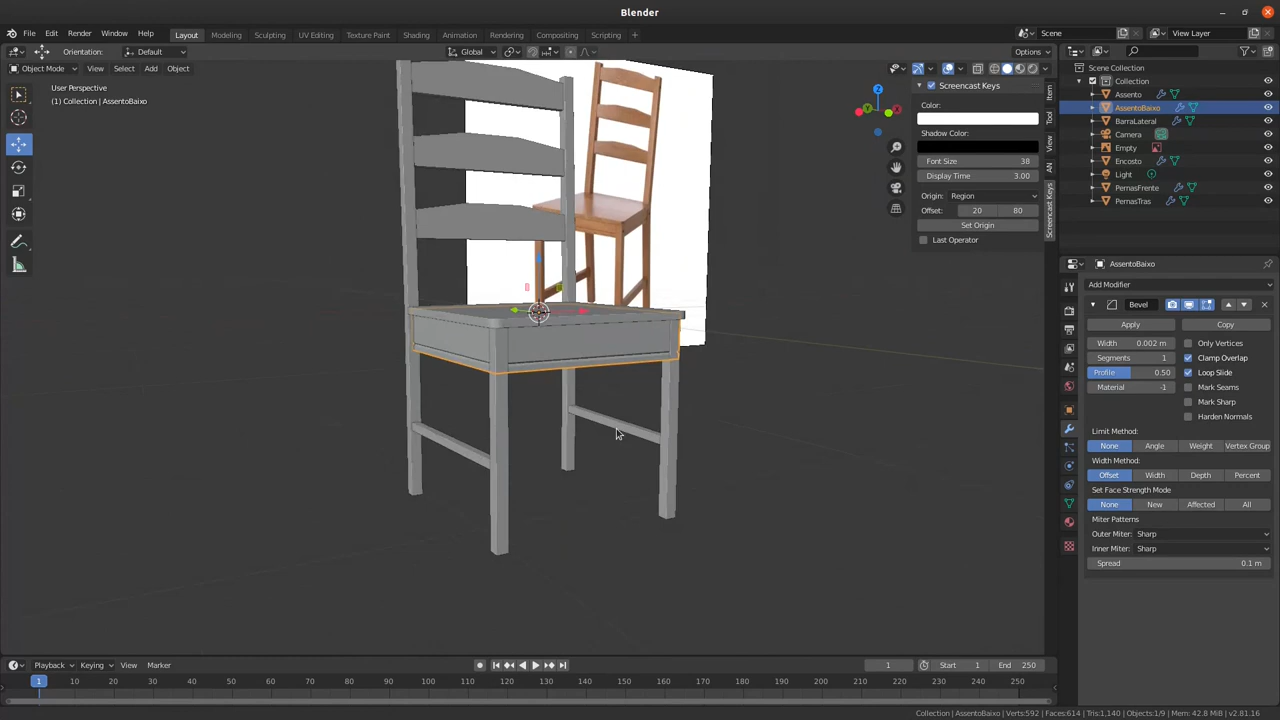 Blender
File Edit Render Window Help Layout Modeling Sculpting UV Editing Texture Paint Shading Animation Rendering Compositing Scripting + Scene View Layer
Orientation: Default Global Options
Object Mode View Select Add Object
User Perspective
(1) Collection | AssentoBaixo
Z
Y
X
Screencast Keys
Color:
Shadow Color:
Font Size 38
Display Time 3.00
Origin: Region
Offset: 20 80
Set Origin
Last Operator
Item
Tool
View
AN
Screencast Keys
Scene Collection
Collection
Assento
AssentoBaixo
BarraLateral
Camera
Empty
Encosto
Light
PernasFrente
PernasTras
AssentoBaixo
Add Modifier
Bevel
Apply Copy
Width 0.002 m Only Vertices
Segments 1 Clamp Overlap
Profile 0.50 Loop Slide
Material -1 Mark Seams
Mark Sharp
Harden Normals
Limit Method:
None Angle Weight Vertex Group
Width Method:
Offset Width Depth Percent
Set Face Strength Mode
None New Affected All
Miter Patterns
Outer Miter: Sharp
Inner Miter: Sharp
Spread 0.1 m
Playback Keying View Marker 1 Start 1 End 250
1 10 20 30 40 50 60 70 80 90 100 110 120 130 140 150 160 170 180 190 200 210 220 230 240 250
Collection | AssentoBaixo | Verts:592 | Faces:614 | Tris:1,140 | Objects:1/9 | Mem: 42.8 MiB | v2.81.16